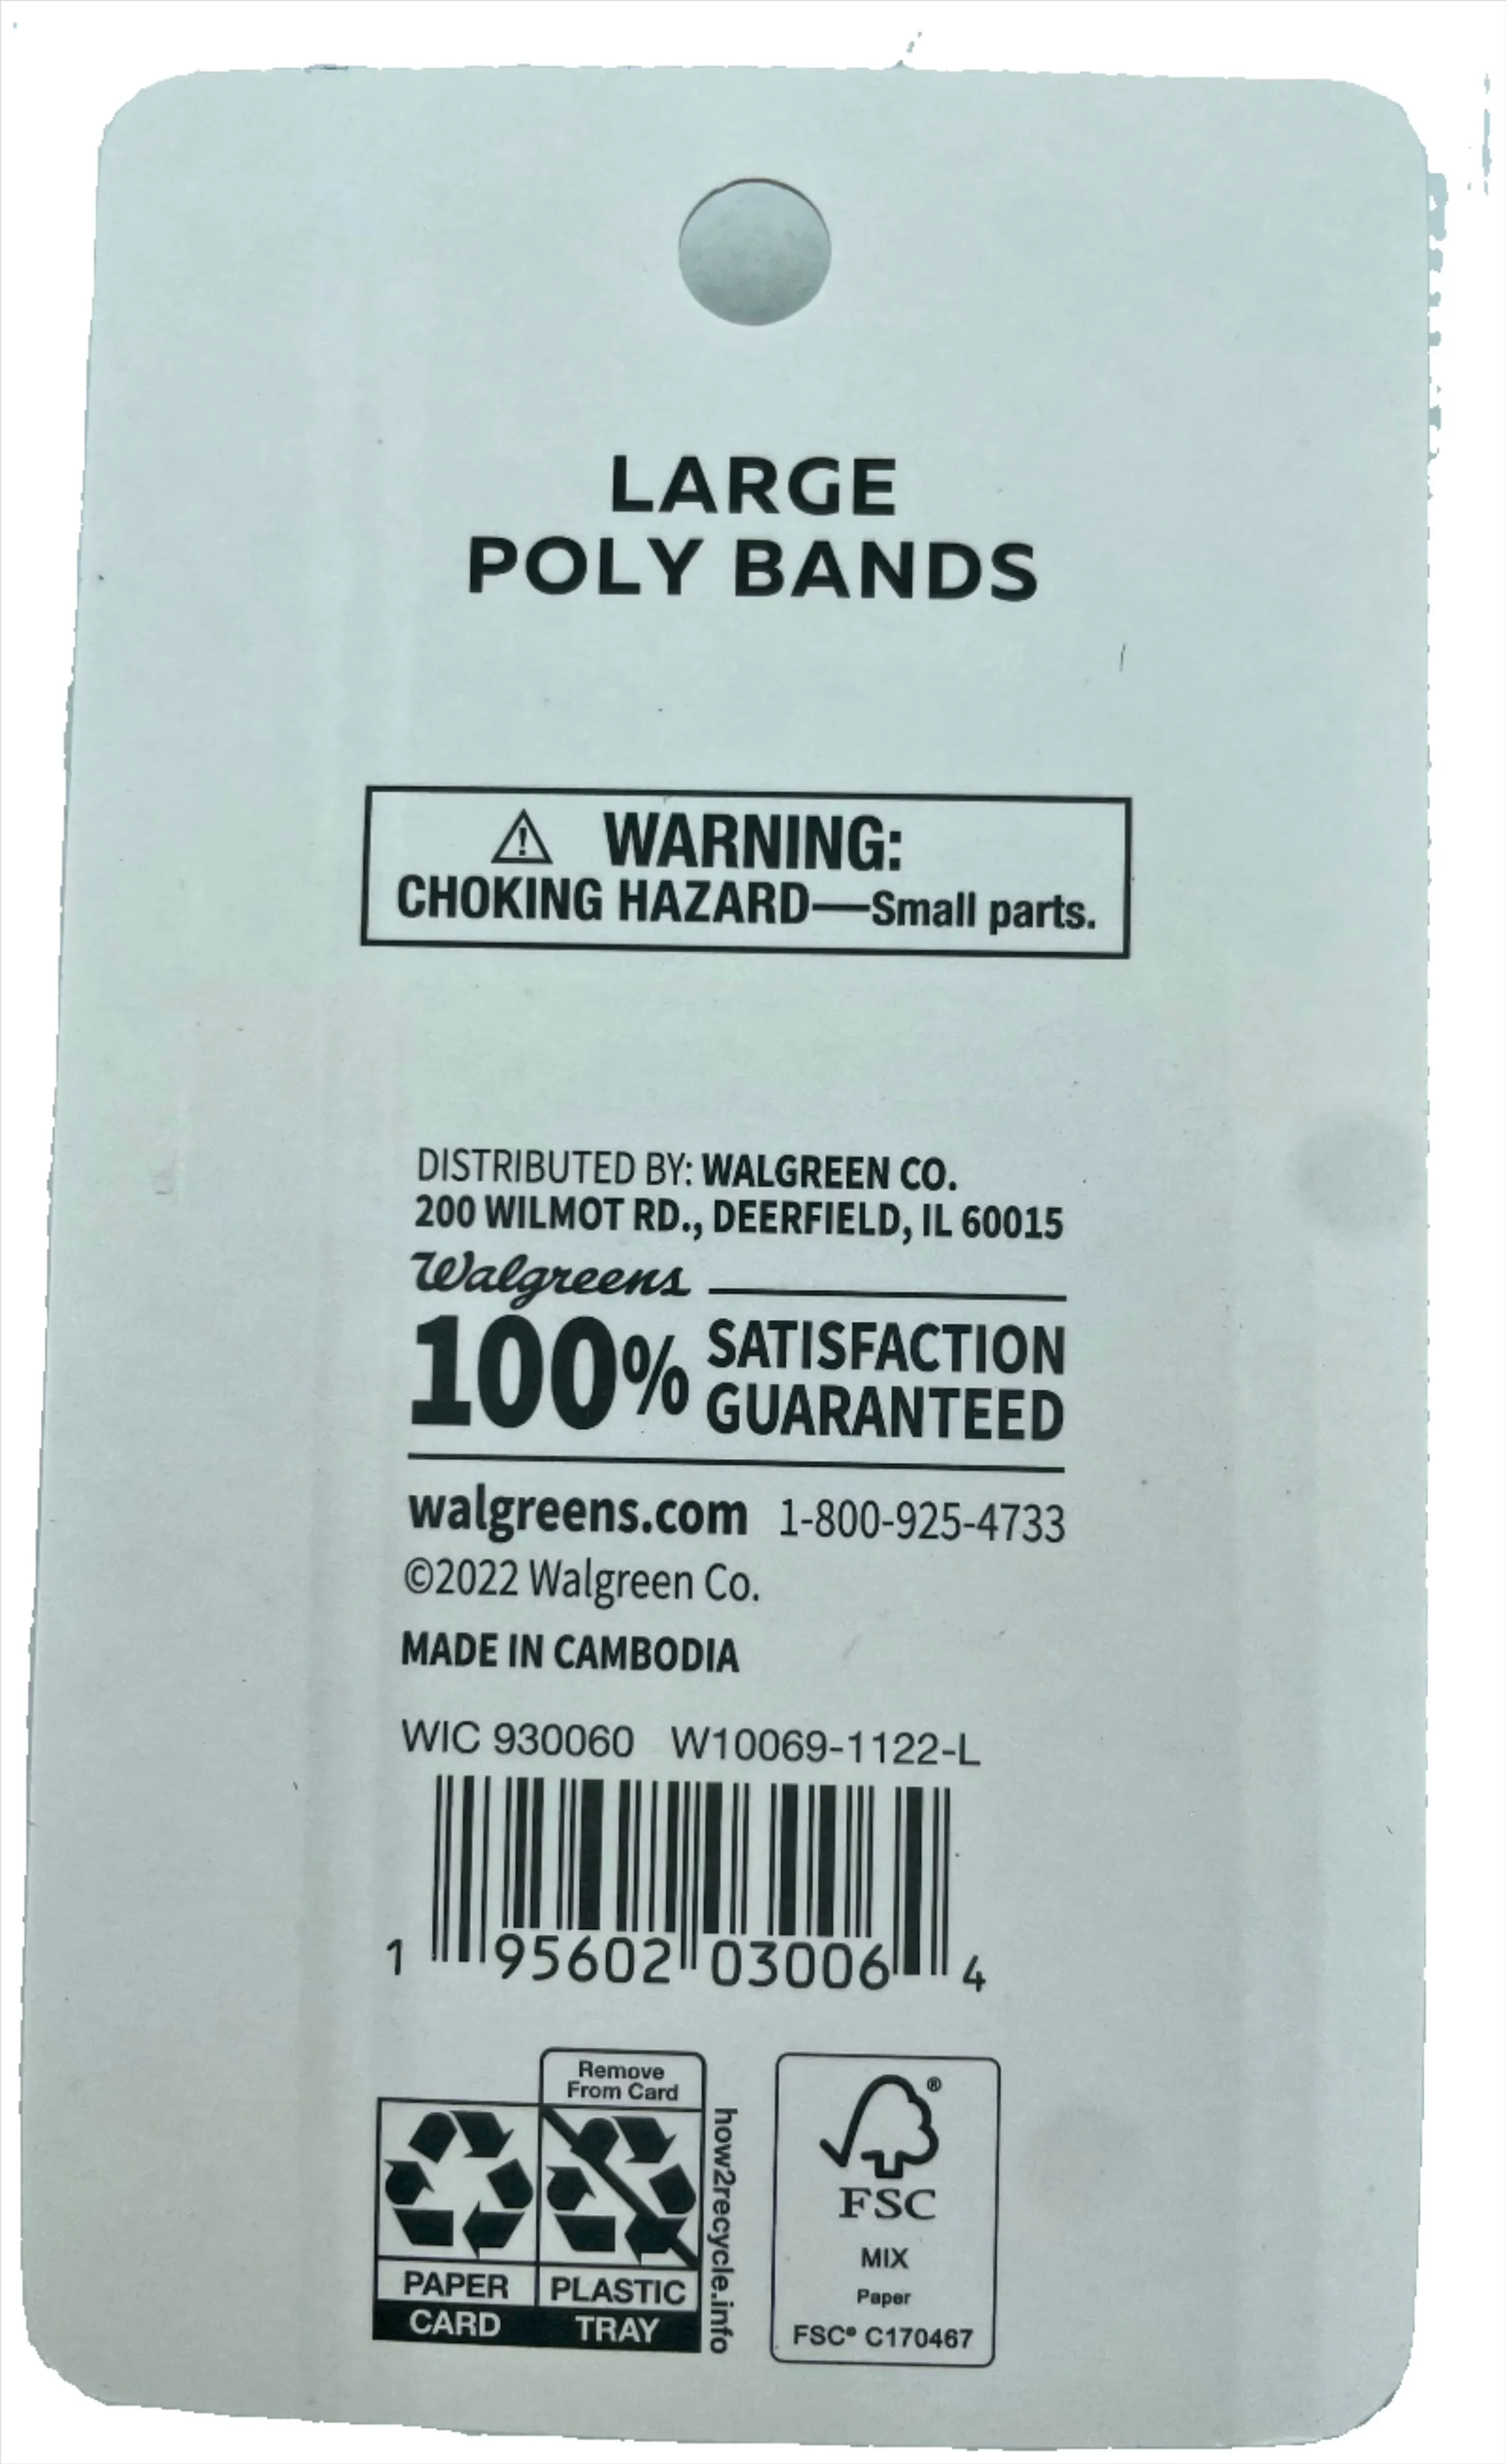 LARGE
POLY BANDS
⚠ WARNING:
CHOKING HAZARD—Small parts.
DISTRIBUTED BY: WALGREEN CO.
200 WILMOT RD., DEERFIELD, IL 60015
Walgreens
100% SATISFACTION
GUARANTEED
walgreens.com 1-800-925-4733
©2022 Walgreen Co.
MADE IN CAMBODIA
WIC 930060 W10069-1122-L
1 95602 03006 4
Remove
From Card
PAPER
CARD
PLASTIC
TRAY
how2recycle.info
®
FSC
MIX
Paper
FSC® C170467